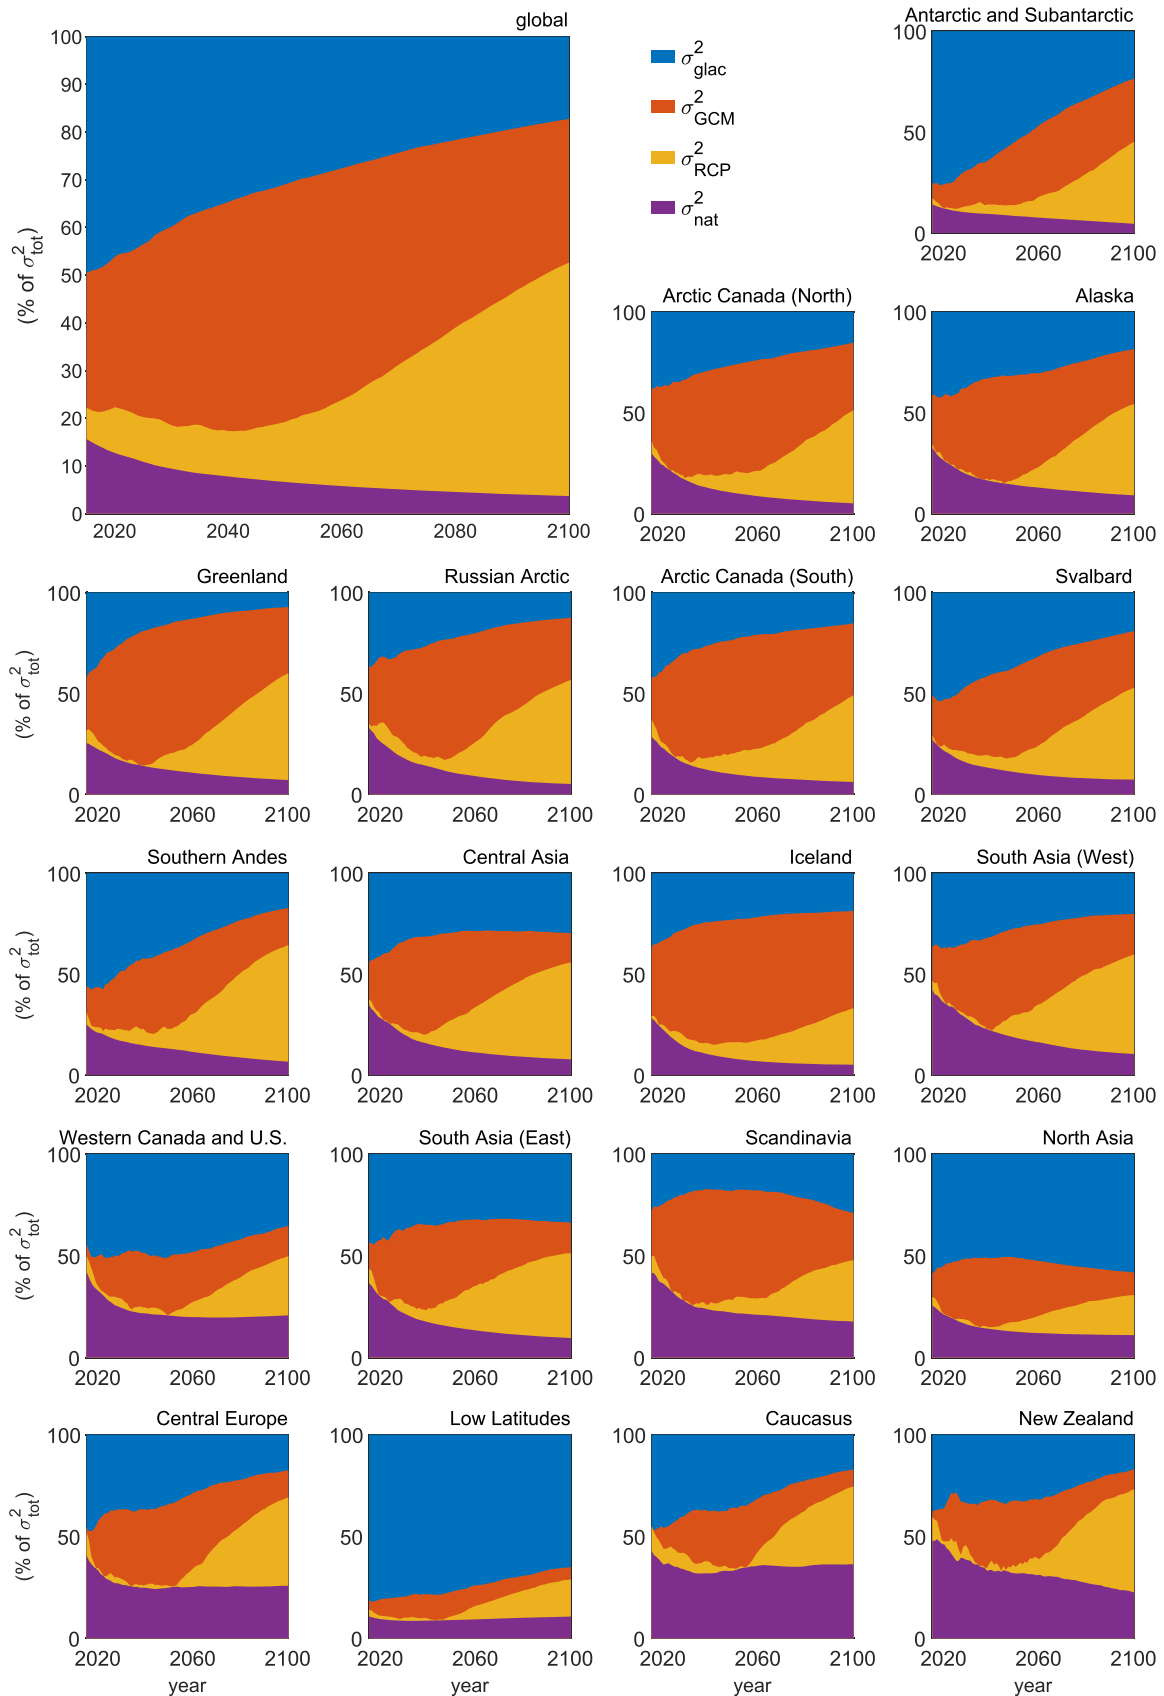 global
100
90
80
70
60
50
40
30
20
10
0
(% of σ²tot)
2020 2040 2060 2080 2100
σ²glac
σ²GCM
σ²RCP
σ²nat
Antarctic and Subantarctic
100
50
0
2020 2060 2100
Arctic Canada (North)
100
50
0
2020 2060 2100
Alaska
100
50
0
2020 2060 2100
Greenland
100
50
0
(% of σ²tot)
2020 2060 2100
Russian Arctic
100
50
0
2020 2060 2100
Arctic Canada (South)
100
50
0
2020 2060 2100
Svalbard
100
50
0
2020 2060 2100
Southern Andes
100
50
0
(% of σ²tot)
2020 2060 2100
Central Asia
100
50
0
2020 2060 2100
Iceland
100
50
0
2020 2060 2100
South Asia (West)
100
50
0
2020 2060 2100
Western Canada and U.S.
100
50
0
(% of σ²tot)
2020 2060 2100
South Asia (East)
100
50
0
2020 2060 2100
Scandinavia
100
50
0
2020 2060 2100
North Asia
100
50
0
2020 2060 2100
Central Europe
100
50
0
(% of σ²tot)
2020 2060 2100
year
Low Latitudes
100
50
0
2020 2060 2100
year
Caucasus
100
50
0
2020 2060 2100
year
New Zealand
100
50
0
2020 2060 2100
year